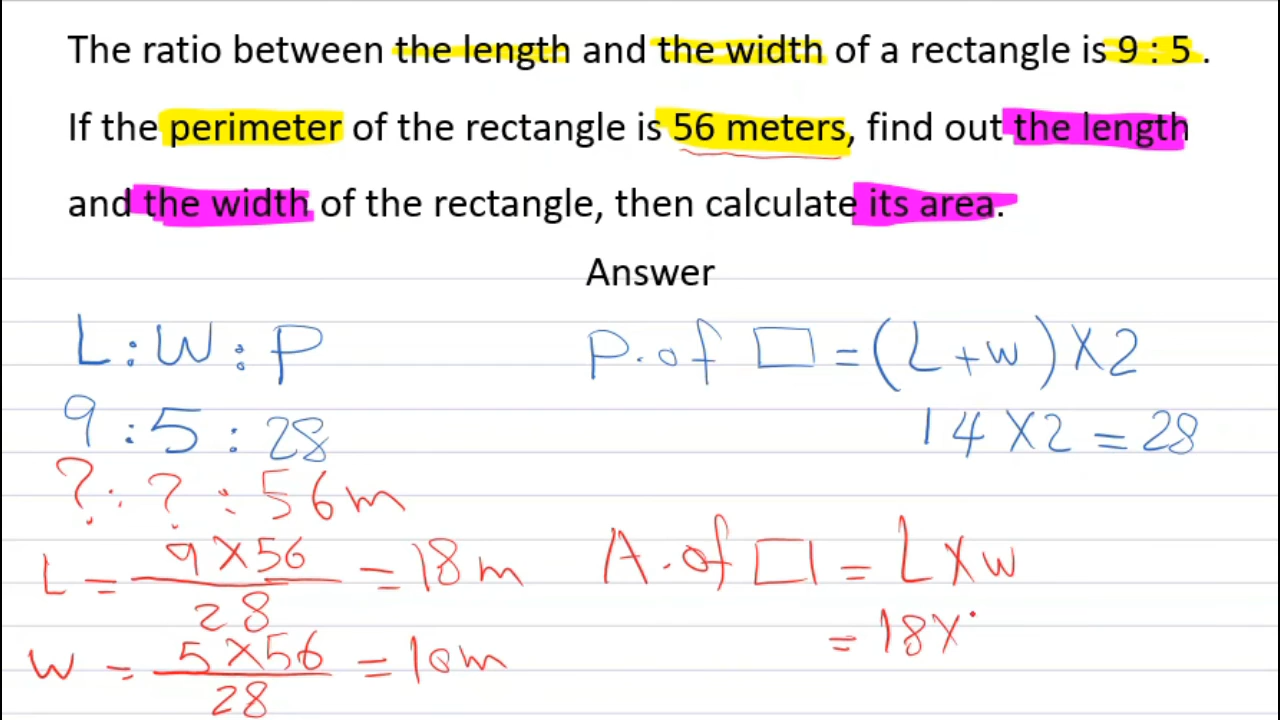 The ratio between the length and the width of a rectangle is 9 : 5 .
If the perimeter of the rectangle is 56 meters, find out the length
and the width of the rectangle, then calculate its area.
Answer
L : W : P
9 : 5 : 28
? : ? : 56 m
L = 9 × 56 / 28 = 18 m
W = 5 × 56 / 28 = 10 m
P. of □ = (L + W) × 2
14 × 2 = 28
A. of □ = L × W
= 18 ×